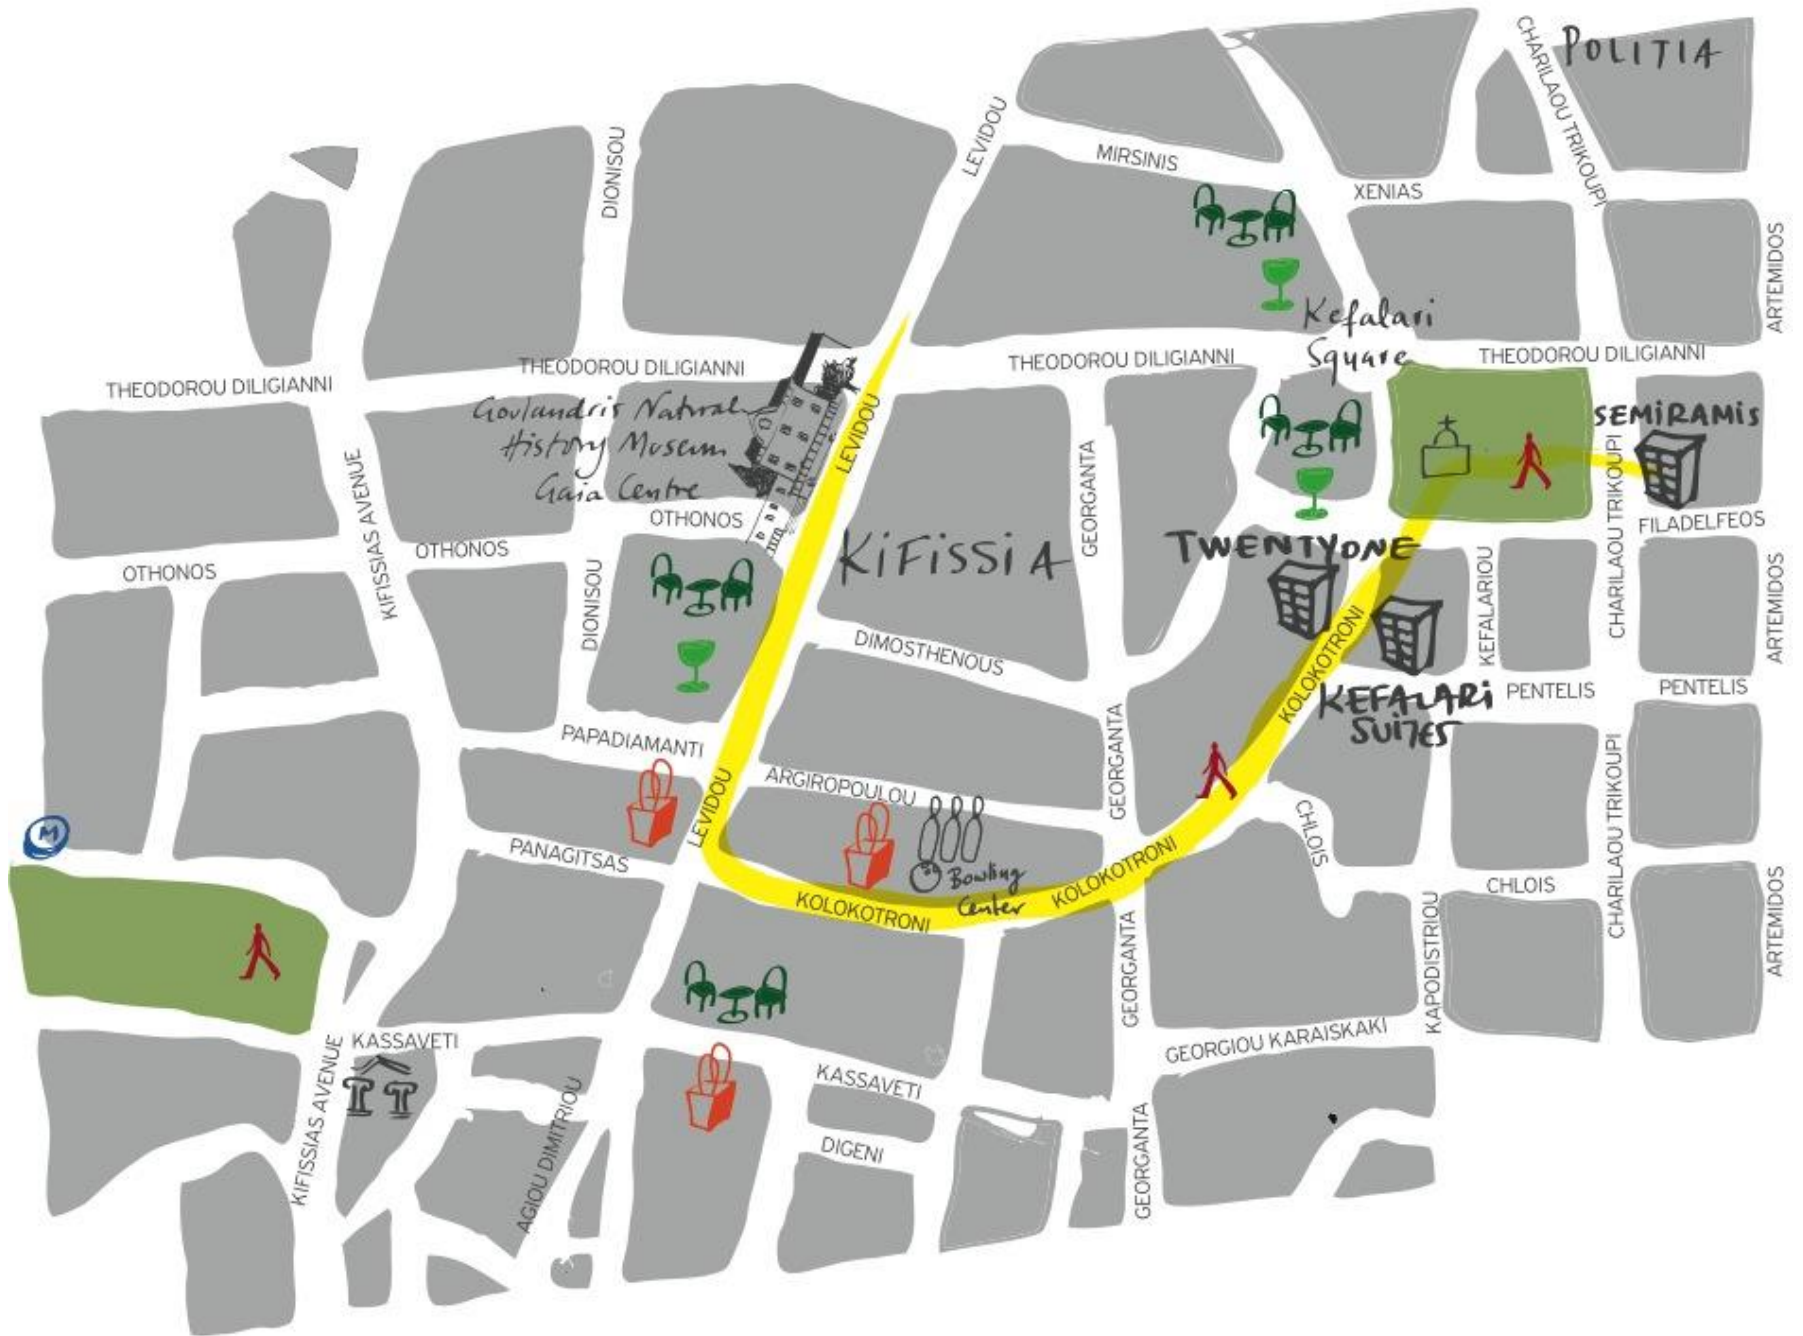 POLITIA
CHARILAOU TRIKOUPI
LEVIDOU
MIRSINIS
XENIAS
DIONISOU
ARTEMIDOS
Kefalari
Square
THEODOROU DILIGIANNI
THEODOROU DILIGIANNI
THEODOROU DILIGIANNI
THEODOROU DILIGIANNI
Goulandris Natural
History Museum
Gaia Centre
LEVIDOU
SEMIRAMIS
KIFISSIAS AVENUE
GEORGANTA
CHARILAOU TRIKOUPI
OTHONOS
OTHONOS
OTHONOS
FILADELFEOS
KIFISSIA
TWENTYONE
DIONISOU
KEFALARIOU
ARTEMIDOS
DIMOSTHENOUS
KOLOKOTRONI
KEFALARI
SUITES
PENTELIS
PENTELIS
PAPADIAMANTI
GEORGANTA
ARGIROPOULOU
LEVIDOU
CHARILAOU TRIKOUPI
M
PANAGITSAS
CHLOIS
Bowling
Center
KOLOKOTRONI
KOLOKOTRONI
CHLOIS
ARTEMIDOS
GEORGANTA
KAPODISTRIOU
KASSAVETI
GEORGIOU KARAISKAKI
KIFISSIAS AVENUE
KASSAVETI
AGIOU DIMITRIOU
DIGENI
GEORGANTA